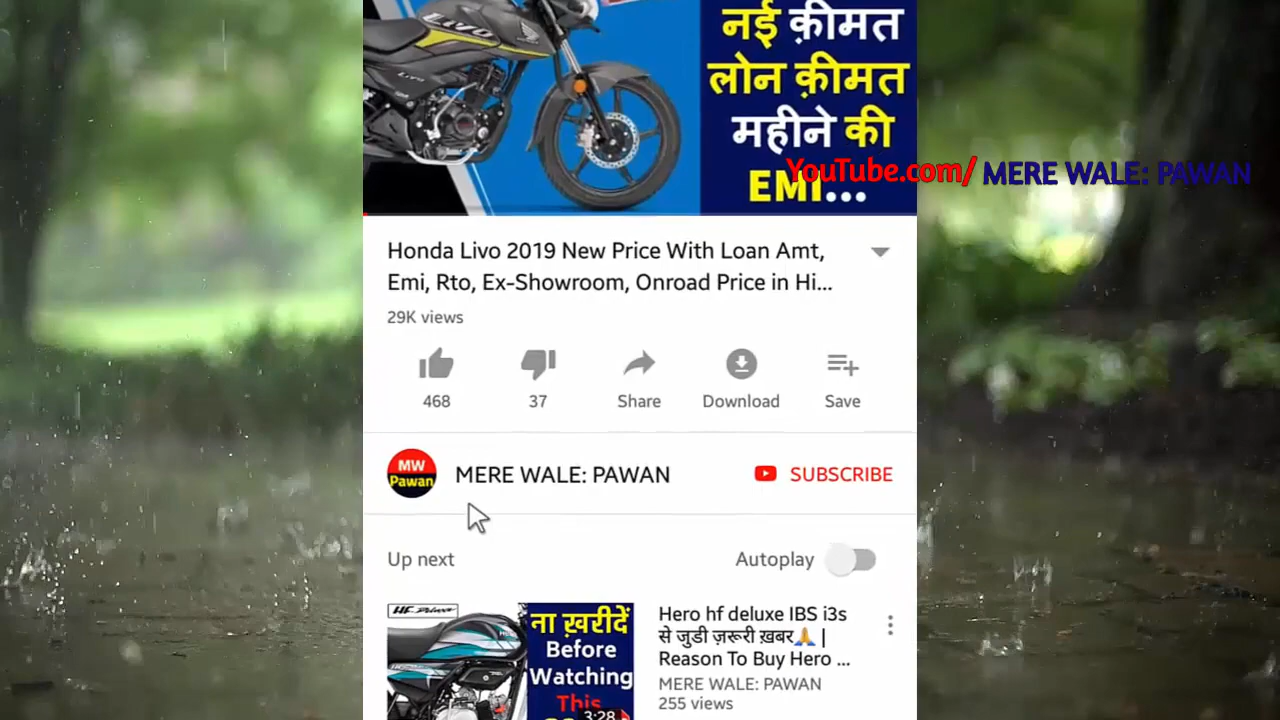 LIVO
Livo
नई क़ीमत
लोन क़ीमत
महीने की
EMI...
YouTube.com/ MERE WALE: PAWAN
Honda Livo 2019 New Price With Loan Amt,
Emi, Rto, Ex-Showroom, Onroad Price in Hi...
29K views
468
37
Share
Download
Save
MW
Pawan
MERE WALE: PAWAN
SUBSCRIBE
Up next
Autoplay
HF Deluxe
ना ख़रीदें
Before
Watching
This
3:28
Hero hf deluxe IBS i3s
से जुडी ज़रूरी ख़बर🙏 |
Reason To Buy Hero ...
MERE WALE: PAWAN
255 views